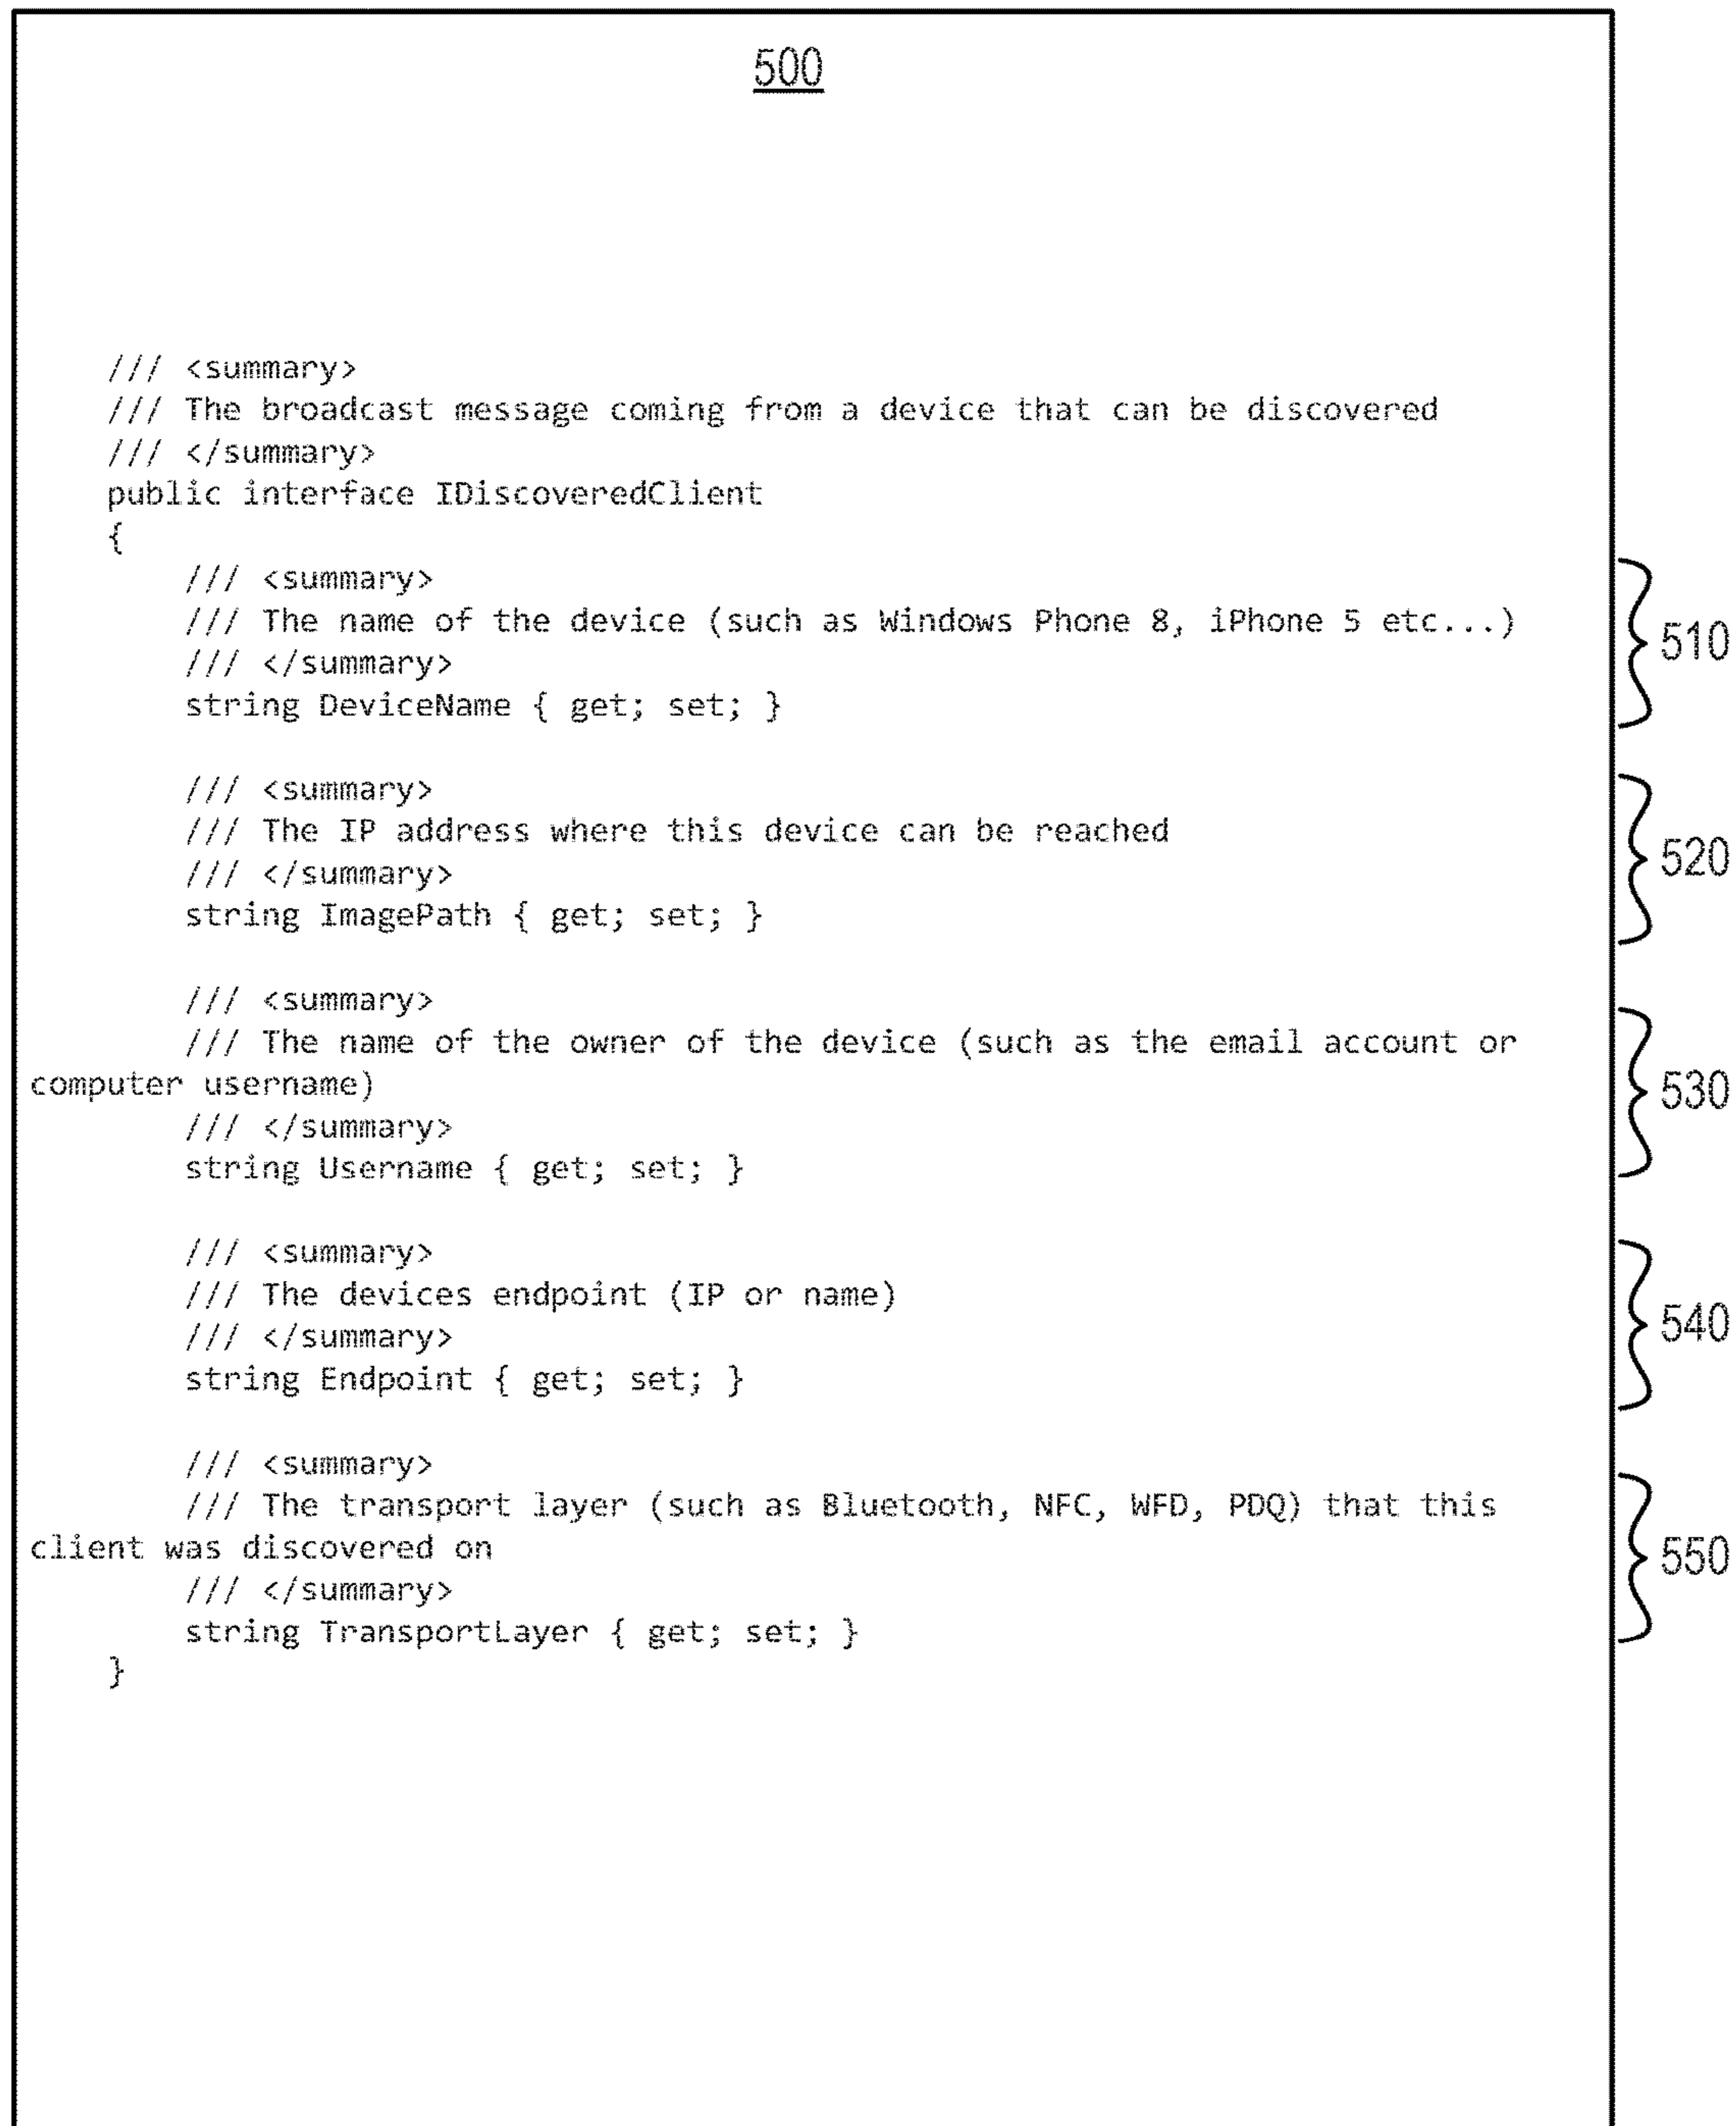 500
/// <summary>
/// The broadcast message coming from a device that can be discovered
/// </summary>
public interface IDiscoveredClient
{
/// <summary>
/// The name of the device (such as Windows Phone 8, iPhone 5 etc...)
/// </summary>
string DeviceName { get; set; }
510
/// <summary>
/// The IP address where this device can be reached
/// </summary>
string ImagePath { get; set; }
520
/// <summary>
/// The name of the owner of the device (such as the email account or
computer username)
/// </summary>
string Username { get; set; }
530
/// <summary>
/// The devices endpoint (IP or name)
/// </summary>
string Endpoint { get; set; }
540
/// <summary>
/// The transport layer (such as Bluetooth, NFC, WFD, PDQ) that this
client was discovered on
/// </summary>
string TransportLayer { get; set; }
550
}